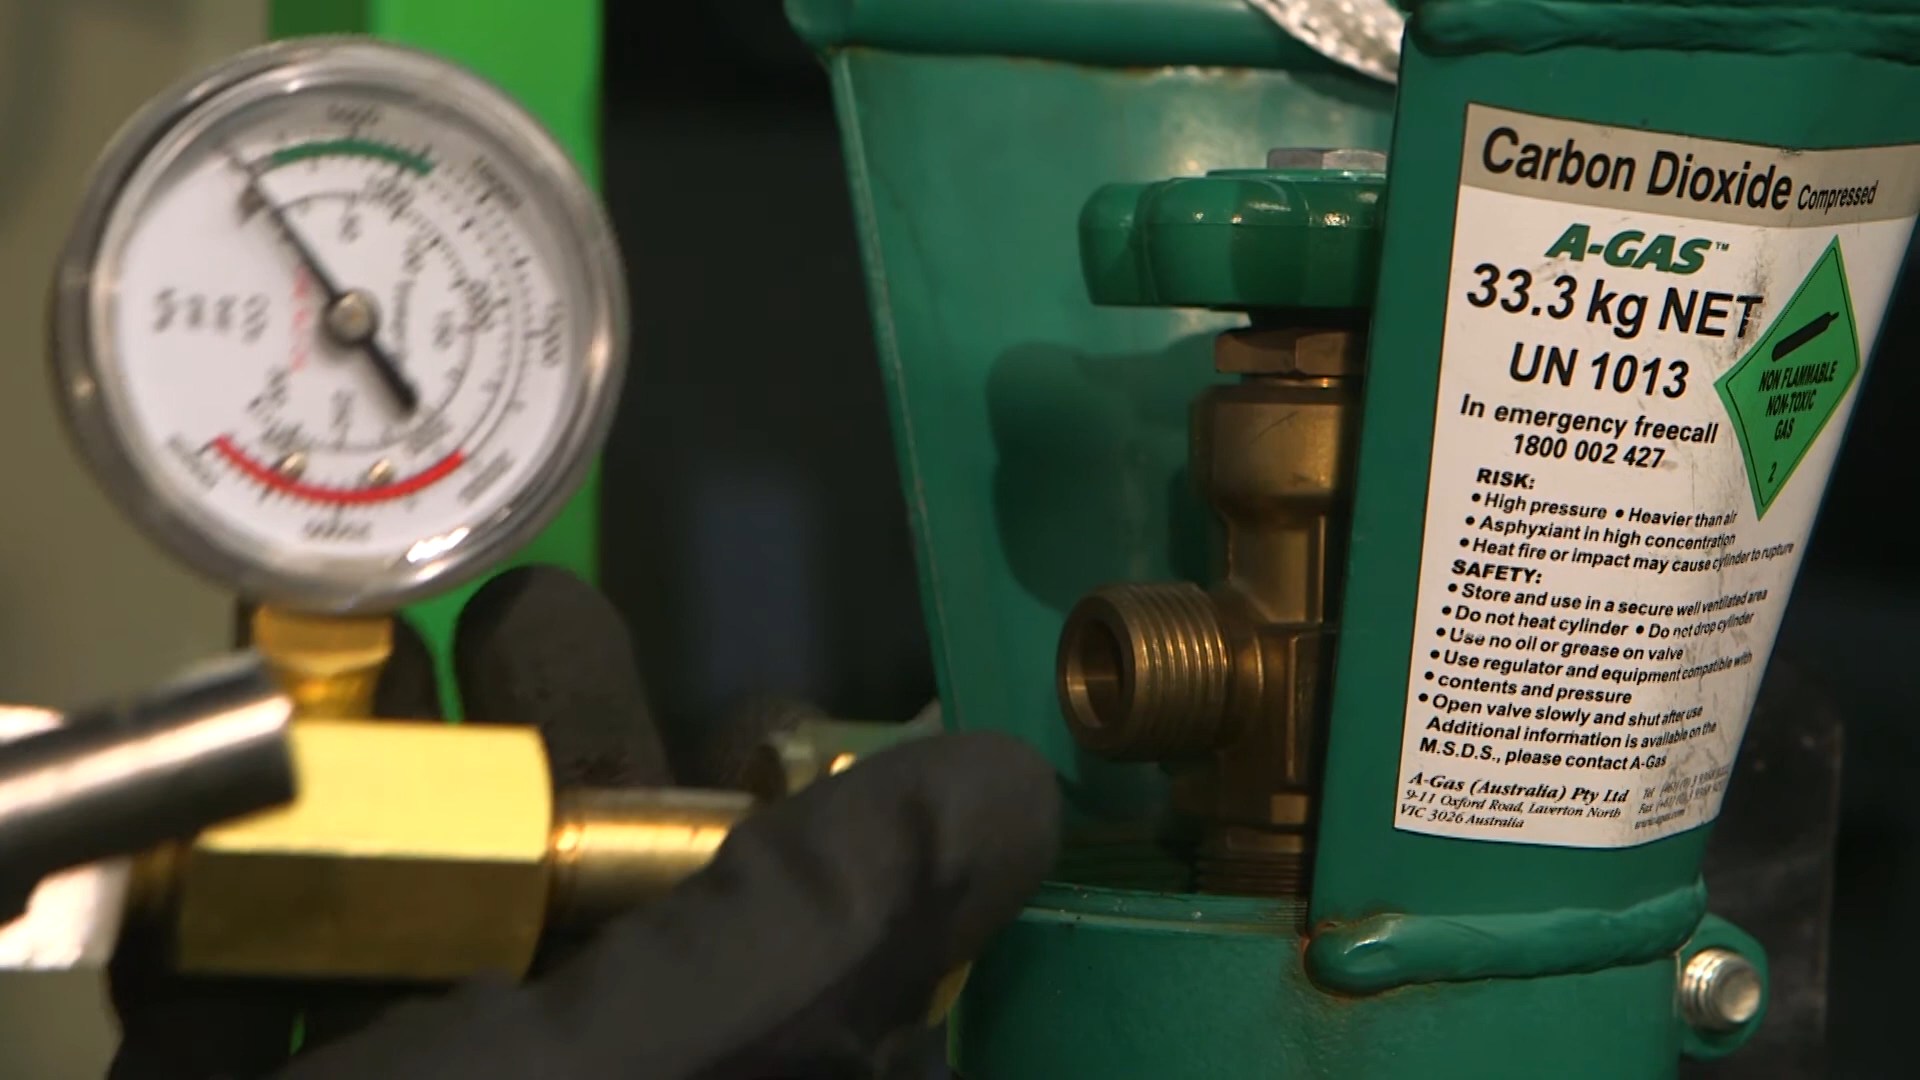 Carbon Dioxide Compressed
A-GAS™
33.3 kg NET
UN 1013
In emergency freecall
1800 002 427
NON FLAMMABLE
NON-TOXIC
GAS
2
RISK:
• High pressure • Heavier than air
• Asphyxiant in high concentration
• Heat fire or impact may cause cylinder to rupture
SAFETY:
• Store and use in a secure well ventilated area
• Do not heat cylinder • Do not drop cylinder
• Use no oil or grease on valve
• Use regulator and equipment compatible with
• contents and pressure
• Open valve slowly and shut after use
Additional information is available on the
M.S.D.S., please contact A-Gas
A-Gas (Australia) Pty Ltd
9-11 Oxford Road, Laverton North
VIC 3026 Australia